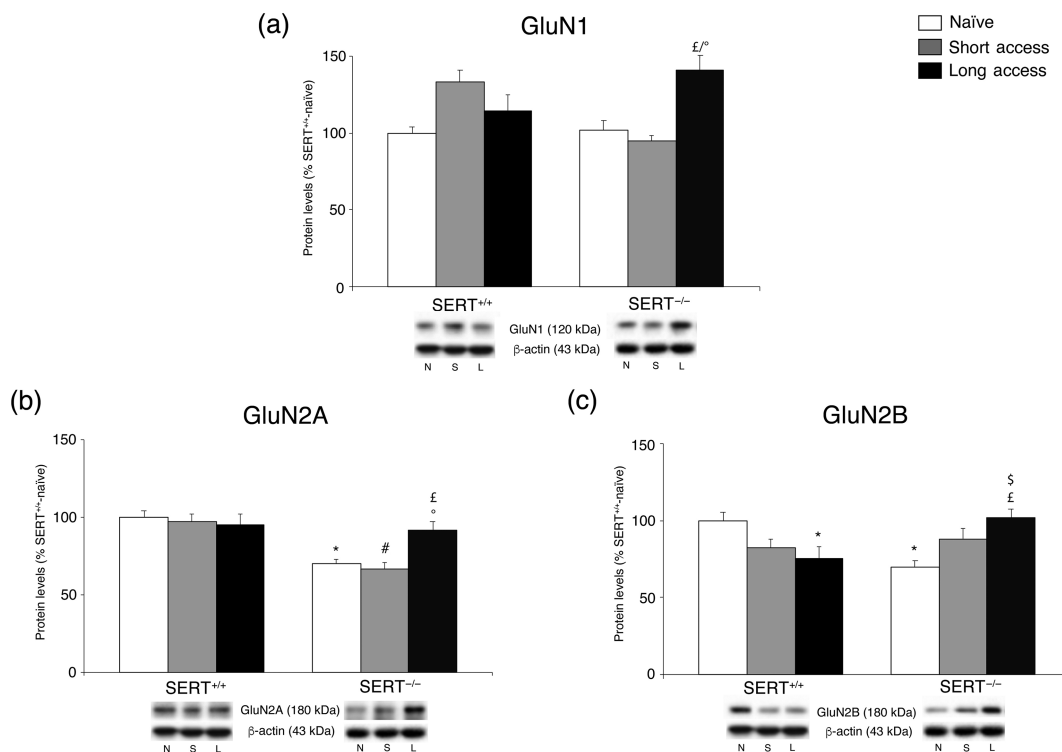 (a)
GluN1
Naïve
Short access
Long access
Protein levels (% SERT+/+-naïve)
150
100
50
0
£/°
SERT+/+
SERT−/−
GluN1 (120 kDa)
β-actin (43 kDa)
N S L
N S L
(b)
GluN2A
Protein levels (% SERT+/+-naïve)
150
100
50
0
*
#
£
°
SERT+/+
SERT−/−
GluN2A (180 kDa)
β-actin (43 kDa)
N S L
N S L
(c)
GluN2B
Protein levels (% SERT+/+-naïve)
150
100
50
0
*
*
$
£
SERT+/+
SERT−/−
GluN2B (180 kDa)
β-actin (43 kDa)
N S L
N S L